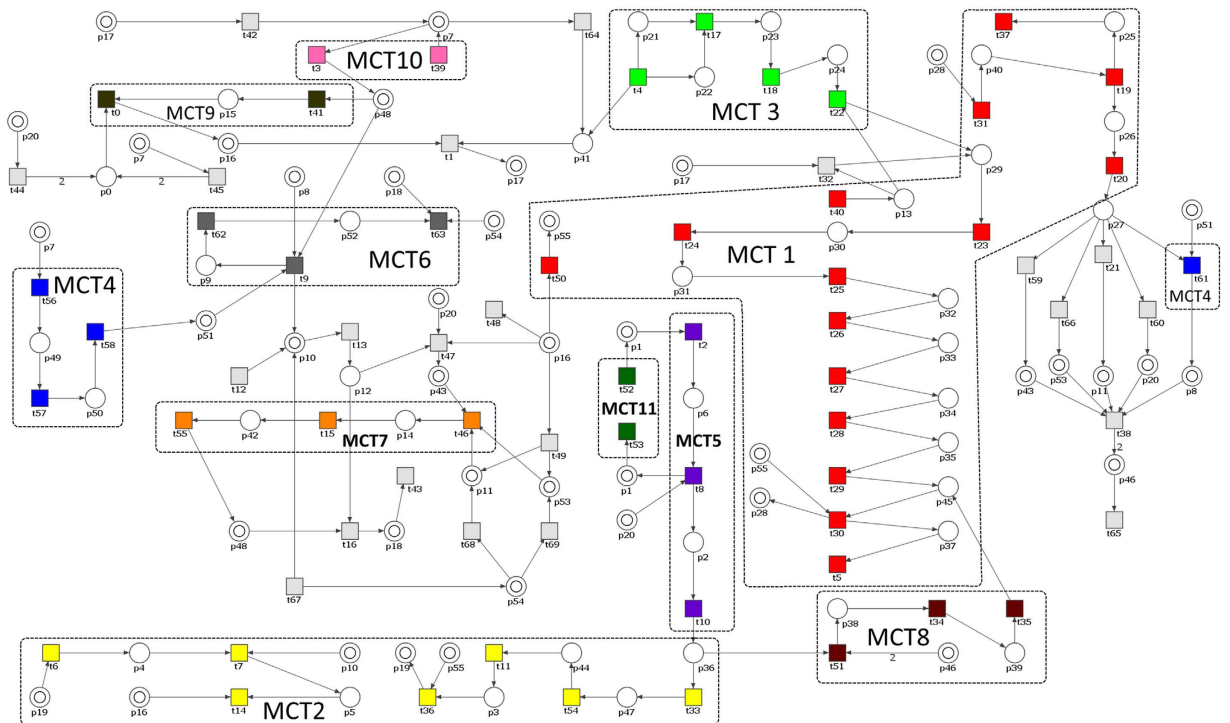 p17
t42
p7
t64
t3
MCT10
t39
t0
MCT9
p15
t41
p48
p20
p7
p16
t1
p17
p41
t44
2
p0
2
t45
p21
t17
p23
p24
t4
p22
t18
t22
MCT 3
t37
p25
p28
p40
t31
t19
p26
t20
p17
t32
p29
t40
p13
p27
p51
p8
p18
t62
p52
t63
p54
p9
t9
MCT6
p55
t50
t24
MCT 1
p30
t23
p31
t25
p32
t26
p33
t27
p34
t28
p35
t29
p45
p55
p28
t30
p37
t5
t59
t21
t61
MCT4
t66
t60
p43
p53
p11
p20
p8
t38
2
p46
t65
p7
MCT4
t56
t58
p49
t57
p50
p51
p10
t13
t12
p12
p20
t47
t48
p16
p43
t55
p42
t15
p14
t46
MCT7
t49
p11
p53
t43
p48
t16
p18
t68
t69
t67
p54
p1
t2
t52
MCT11
t53
p6
MCT5
p1
t8
p20
p2
t10
t6
p4
t7
p10
p19
p16
t14
p5
MCT2
p19
p55
t36
t11
p3
p44
t54
p47
t33
p36
p38
t34
t35
MCT8
t51
2
p46
p39